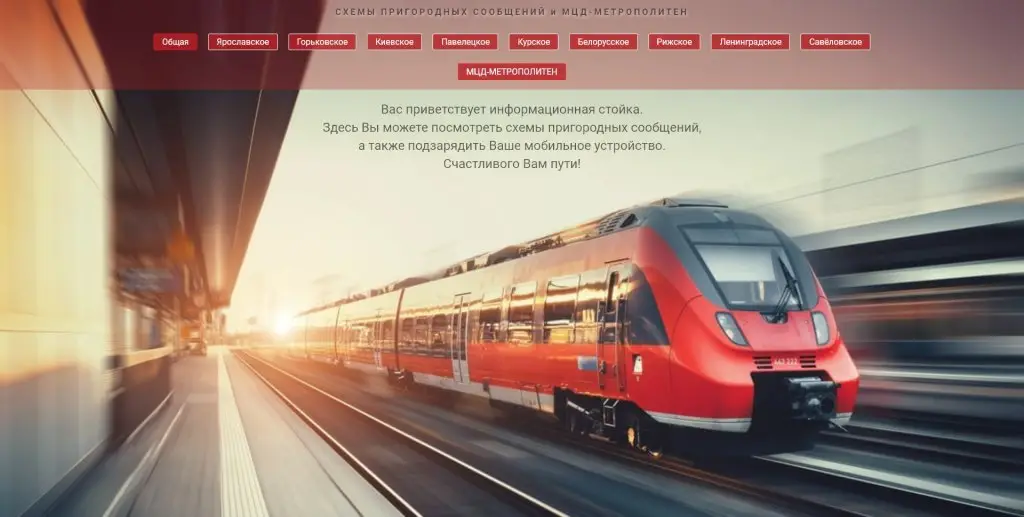 СХЕМЫ ПРИГОРОДНЫХ СООБЩЕНИЙ и МЦД-МЕТРОПОЛИТЕН
Общая Ярославское Горьковское Киевское Павелецкое Курское Белорусское Рижское Ленинградское Савёловское
МЦД-МЕТРОПОЛИТЕН
Вас приветствует информационная стойка.
Здесь Вы можете посмотреть схемы пригородных сообщений,
а также подзарядить Ваше мобильное устройство.
Счастливого Вам пути!